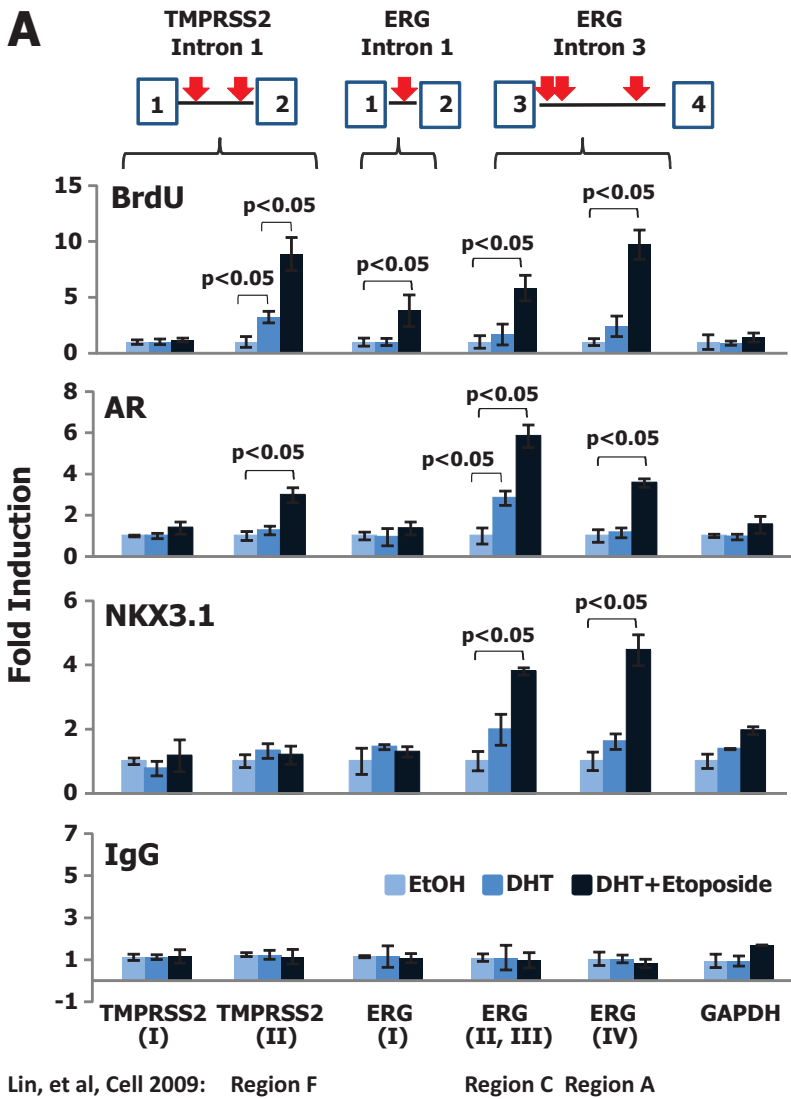 A
TMPRSS2 ERG ERG
Intron 1 Intron 1 Intron 3
1 2 1 2 3 4
Fold Induction
BrdU
15
10
5
0
p<0.05
p<0.05
p<0.05
p<0.05
p<0.05
AR
8
6
4
2
0
p<0.05
p<0.05
p<0.05
p<0.05
NKX3.1
6
4
2
0
p<0.05
p<0.05
IgG
7
5
3
1
-1
EtOH DHT DHT+Etoposide
TMPRSS2 TMPRSS2 ERG ERG ERG GAPDH
(I) (II) (I) (II, III) (IV)
Lin, et al, Cell 2009: Region F Region C Region A